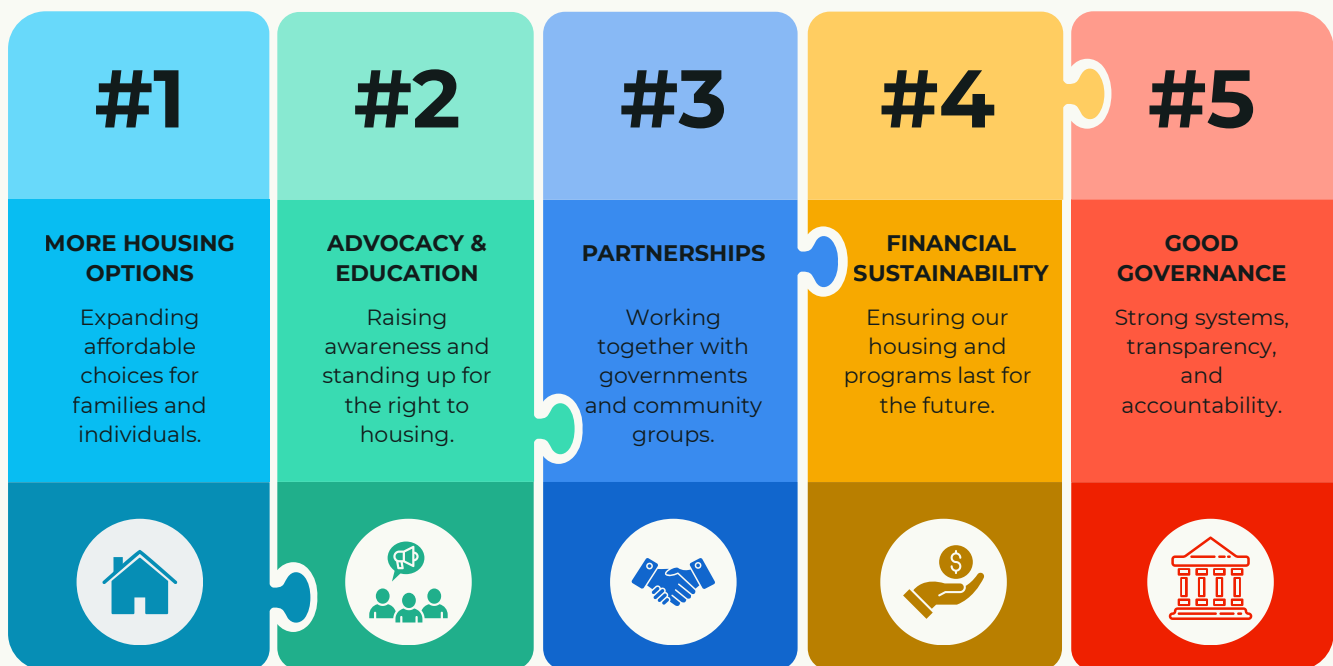 #1
MORE HOUSING
OPTIONS
Expanding
affordable
choices for
families and
individuals.
#2
ADVOCACY &
EDUCATION
Raising
awareness and
standing up for
the right to
housing.
#3
PARTNERSHIPS
Working
together with
governments
and community
groups.
#4
FINANCIAL
SUSTAINABILITY
Ensuring our
housing and
programs last for
the future.
$
#5
GOOD
GOVERNANCE
Strong systems,
transparency,
and
accountability.